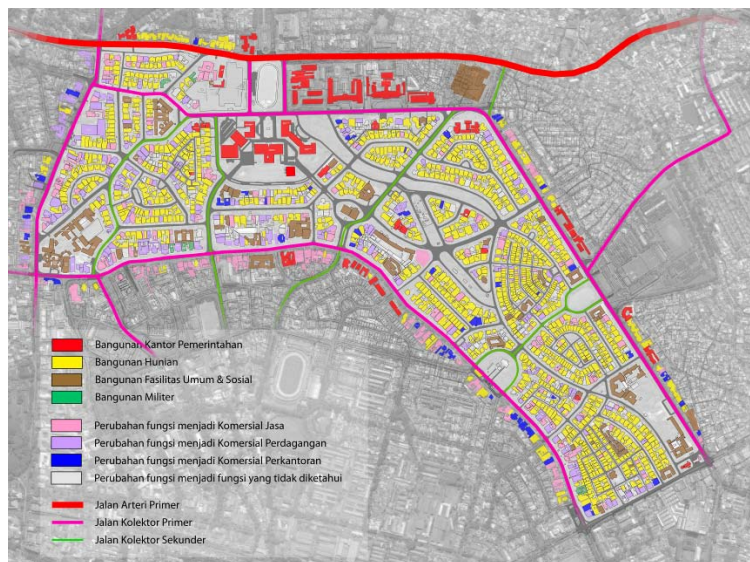 Bangunan Kantor Pemerintahan
Bangunan Hunian
Bangunan Fasilitas Umum & Sosial
Bangunan Militer
Perubahan fungsi menjadi Komersial Jasa
Perubahan fungsi menjadi Komersial Perdagangan
Perubahan fungsi menjadi Komersial Perkantoran
Perubahan fungsi menjadi fungsi yang tidak diketahui
Jalan Arteri Primer
Jalan Kolektor Primer
Jalan Kolektor Sekunder